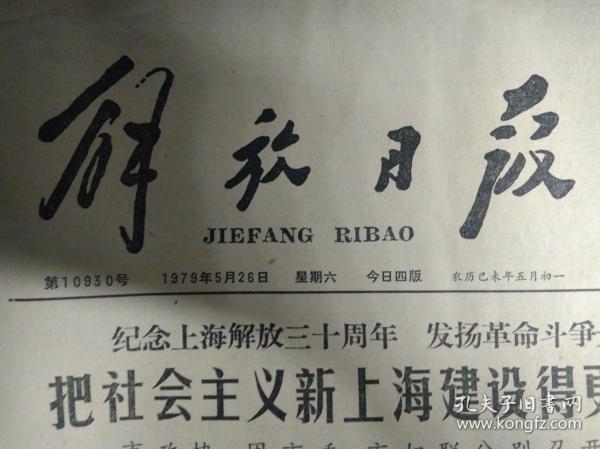 解放日报
JIEFANG RIBAO
第10930号 1979年5月26日 星期六 今日四版 农历己未年五月初一
纪念上海解放三十周年 发扬革命斗争
把社会主义新上海建设得更
孔夫子旧书网
www.kongfz.com